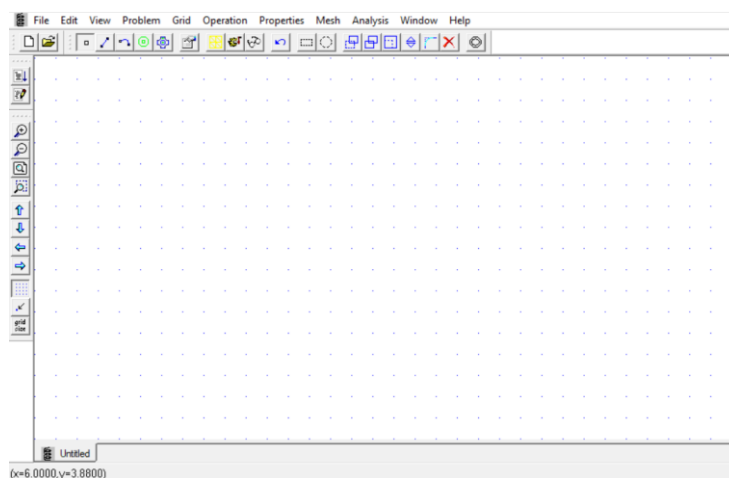 File Edit View Problem Grid Operation Properties Mesh Analysis Window Help
grid
size
Untitled
(x=6.0000,y=3.8800)